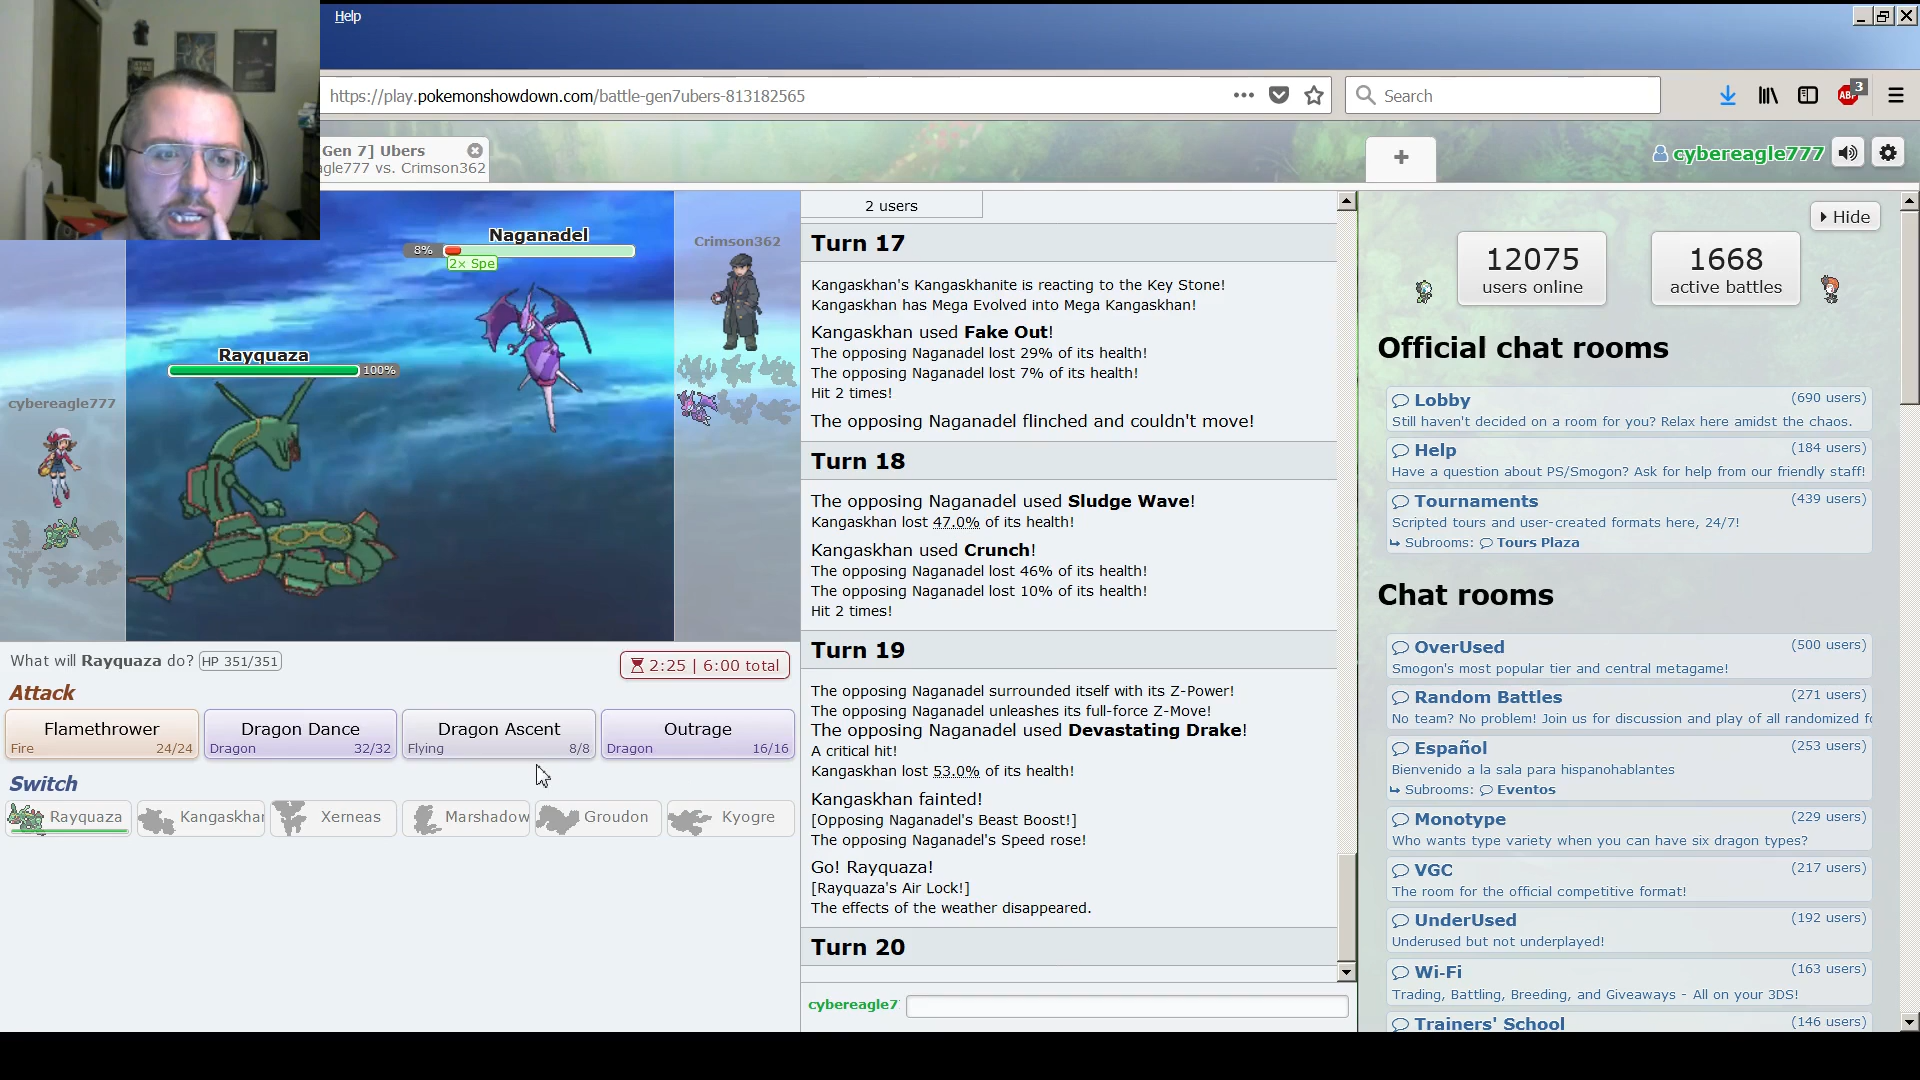 Help
https://play.pokemonshowdown.com/battle-gen7ubers-813182565
Search
3
Gen 7] Ubers
gle777 vs. Crimson362
+
cybereagle777
Naganadel
8%
2× Spe
Rayquaza
100%
cybereagle777
Crimson362
What will Rayquaza do? HP 351/351
2:25 | 6:00 total
Attack
Flamethrower
Fire 24/24
Dragon Dance
Dragon 32/32
Dragon Ascent
Flying 8/8
Outrage
Dragon 16/16
Switch
Rayquaza
Kangaskhan
Xerneas
Marshadow
Groudon
Kyogre
2 users
Turn 17
Kangaskhan's Kangaskhanite is reacting to the Key Stone!
Kangaskhan has Mega Evolved into Mega Kangaskhan!
Kangaskhan used Fake Out!
The opposing Naganadel lost 29% of its health!
The opposing Naganadel lost 7% of its health!
Hit 2 times!
The opposing Naganadel flinched and couldn't move!
Turn 18
The opposing Naganadel used Sludge Wave!
Kangaskhan lost 47.0% of its health!
Kangaskhan used Crunch!
The opposing Naganadel lost 46% of its health!
The opposing Naganadel lost 10% of its health!
Hit 2 times!
Turn 19
The opposing Naganadel surrounded itself with its Z-Power!
The opposing Naganadel unleashes its full-force Z-Move!
The opposing Naganadel used Devastating Drake!
A critical hit!
Kangaskhan lost 53.0% of its health!
Kangaskhan fainted!
[Opposing Naganadel's Beast Boost!]
The opposing Naganadel's Speed rose!
Go! Rayquaza!
[Rayquaza's Air Lock!]
The effects of the weather disappeared.
Turn 20
cybereagle7
Hide
12075
users online
1668
active battles
Official chat rooms
Lobby (690 users)
Still haven't decided on a room for you? Relax here amidst the chaos.
Help (184 users)
Have a question about PS/Smogon? Ask for help from our friendly staff!
Tournaments (439 users)
Scripted tours and user-created formats here, 24/7!
Subrooms: Tours Plaza
Chat rooms
OverUsed (500 users)
Smogon's most popular tier and central metagame!
Random Battles (271 users)
No team? No problem! Join us for discussion and play of all randomized fo
Español (253 users)
Bienvenido a la sala para hispanohablantes
Subrooms: Eventos
Monotype (229 users)
Who wants type variety when you can have six dragon types?
VGC (217 users)
The room for the official competitive format!
UnderUsed (192 users)
Underused but not underplayed!
Wi-Fi (163 users)
Trading, Battling, Breeding, and Giveaways - All on your 3DS!
Trainers' School (146 users)